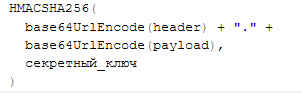 HMACSHA256(
base64UrlEncode(header) + "." +
base64UrlEncode(payload),
секретный_ключ
)